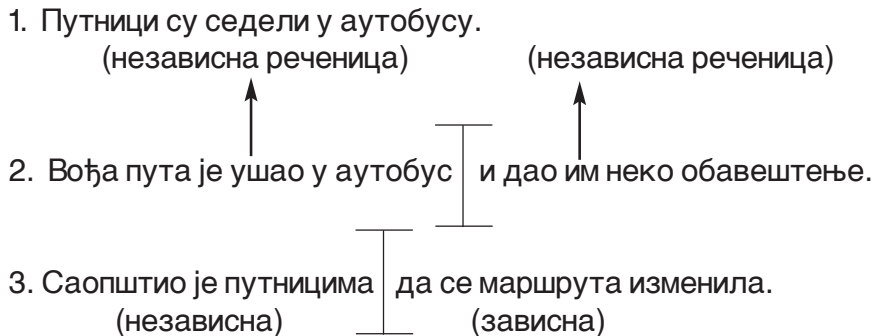 1. Путници су седели у аутобусу.
(независна реченица) (независна реченица)
2. Вођа пута је ушао у аутобус и дао им неко обавештење.
3. Саопштио је путницима да се маршрута изменила.
(независна) (зависна)